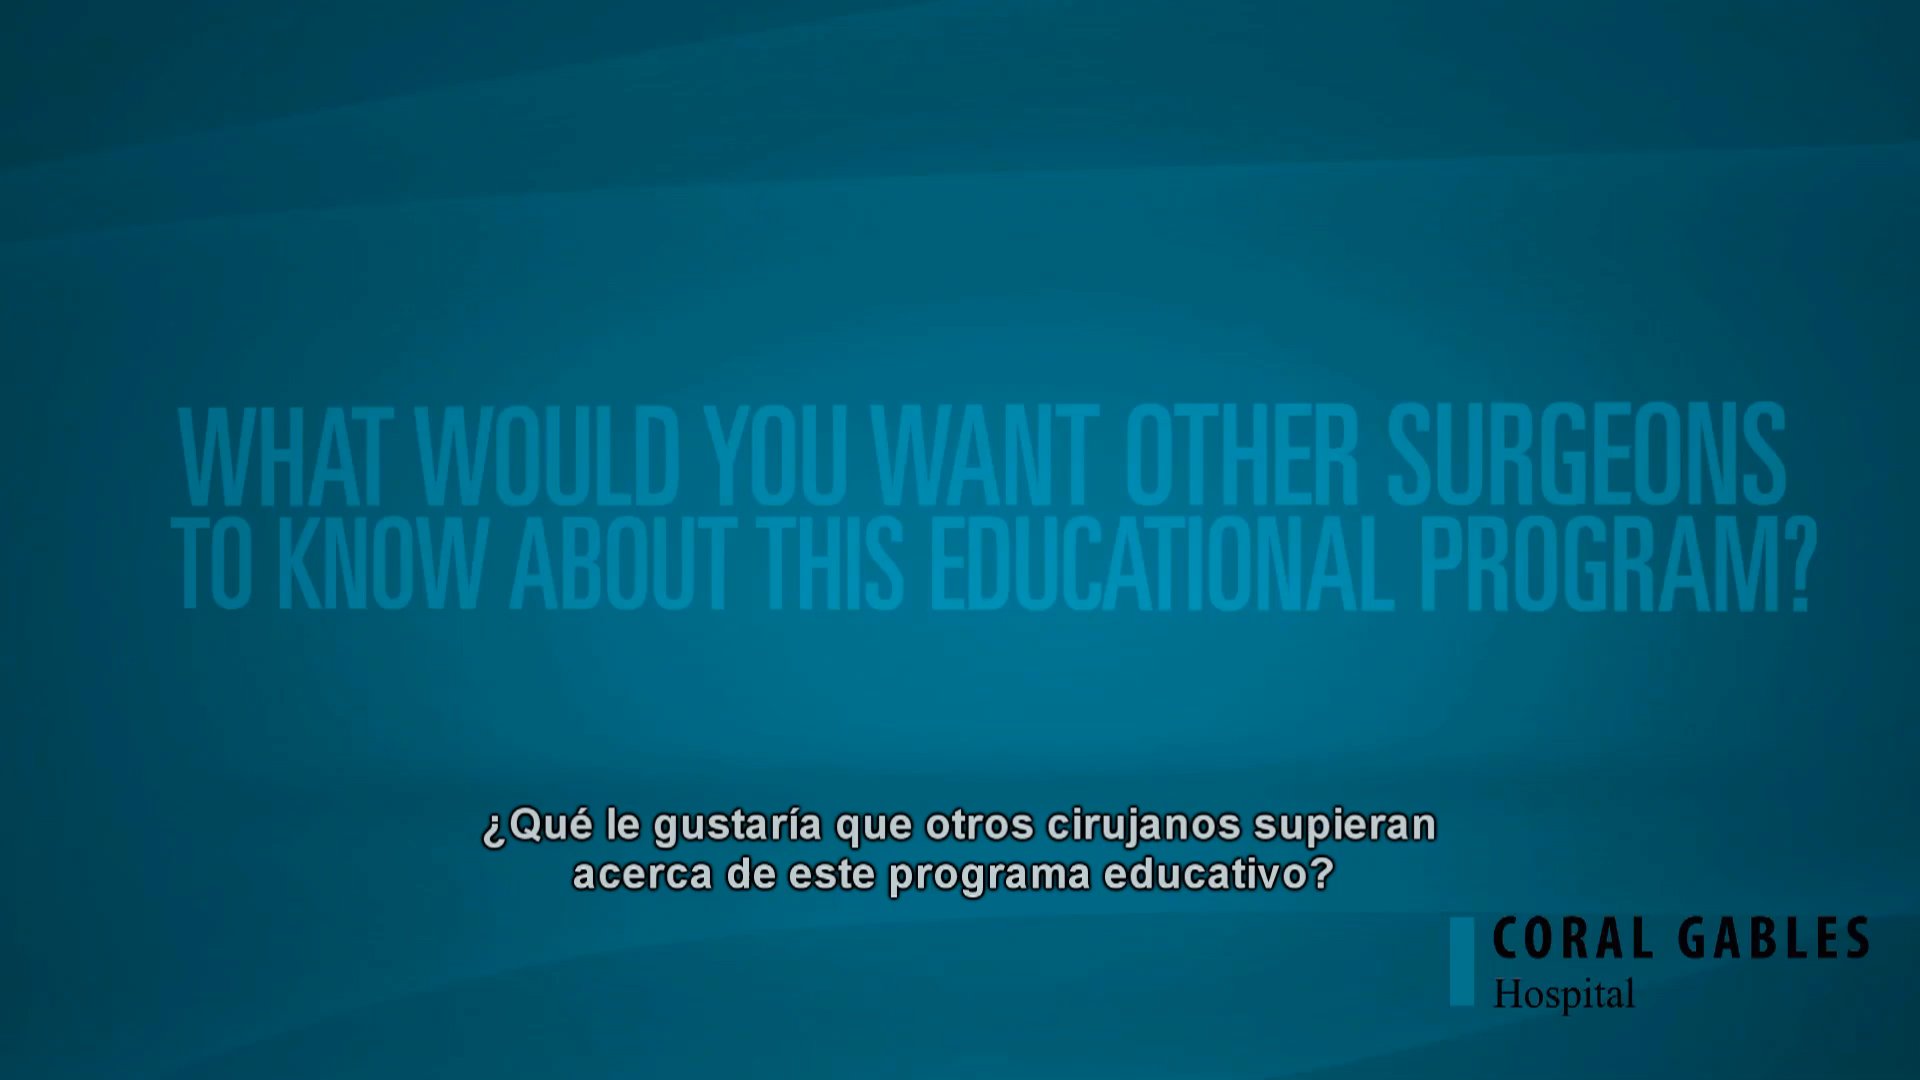 WHAT WOULD YOU WANT OTHER SURGEONS
TO KNOW ABOUT THIS EDUCATIONAL PROGRAM?
¿Qué le gustaría que otros cirujanos supieran
acerca de este programa educativo?
CORAL GABLES
Hospital